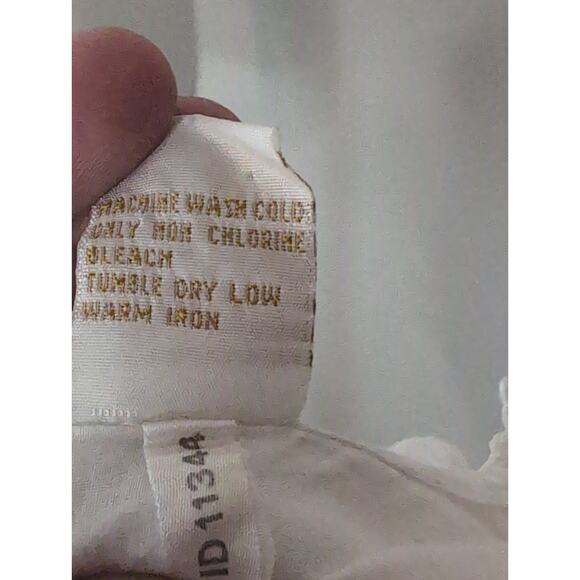 MACHINE WASH COLD
ONLY NON CHLORINE
BLEACH
TUMBLE DRY LOW
WARM IRON
ID 11344